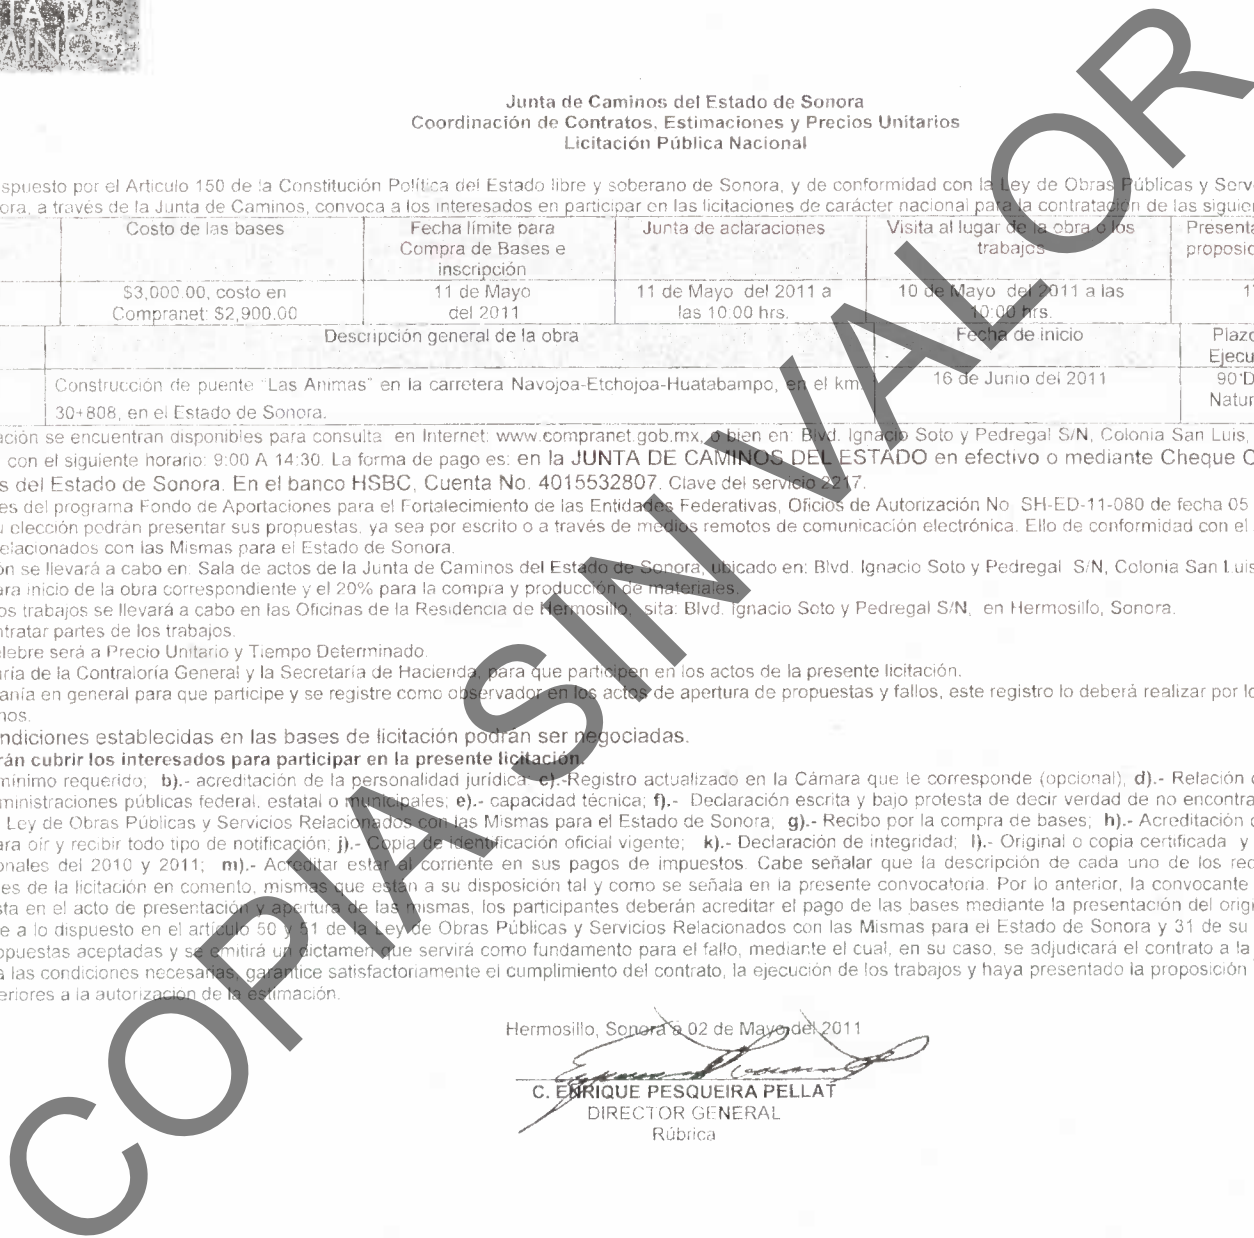 TA DE
AMINOS
Junta de Caminos del Estado de Sonora
Coordinación de Contratos, Estimaciones y Precios Unitarios
Licitación Pública Nacional
spuesto por el Articulo 150 de la Constitución Política del Estado libre y soberano de Sonora, y de conformidad con la Ley de Obras Públicas y Serv
ora, a través de la Junta de Caminos, convoca a los interesados en participar en las licitaciones de carácter nacional para la contratación de las siguien
Costo de las bases
Fecha límite para
Compra de Bases e
inscripción
Junta de aclaraciones
Visita al lugar de la obra o los
trabajos
Presenta
proposic
$3,000.00, costo en
Compranet: $2,900.00
11 de Mayo
del 2011
11 de Mayo del 2011 a
las 10:00 hrs.
10 de Mayo del 2011 a las
10:00 hrs.
1
Descripción general de la obra
Fecha de inicio
Plazo
Ejecu
Construcción de puente "Las Animas" en la carretera Navojoa-Etchojoa-Huatabampo, en el km.
30+808, en el Estado de Sonora.
16 de Junio del 2011
90 D
Natur
ación se encuentran disponibles para consulta en Internet: www.compranet.gob.mx, o bien en: Blvd. Ignacio Soto y Pedregal S/N, Colonia San Luis,
con el siguiente horario: 9:00 A 14:30. La forma de pago es: en la JUNTA DE CAMINOS DEL ESTADO en efectivo o mediante Cheque C
s del Estado de Sonora. En el banco HSBC, Cuenta No. 4015532807. Clave del servicio 2217.
es del programa Fondo de Aportaciones para el Fortalecimiento de las Entidades Federativas, Oficios de Autorización No. SH-ED-11-080 de fecha 05
u elección podrán presentar sus propuestas, ya sea por escrito o a través de medios remotos de comunicación electrónica. Ello de conformidad con el
elacionados con las Mismas para el Estado de Sonora.
ón se llevará a cabo en: Sala de actos de la Junta de Caminos del Estado de Sonora, ubicado en: Blvd. Ignacio Soto y Pedregal S/N, Colonia San Luis
ara inicio de la obra correspondiente y el 20% para la compra y producción de materiales.
os trabajos se llevará a cabo en las Oficinas de la Residencia de Hermosillo, sita: Blvd. Ignacio Soto y Pedregal S/N, en Hermosillo, Sonora.
ntratar partes de los trabajos.
lebre será a Precio Unitario y Tiempo Determinado.
aría de la Contraloría General y la Secretaría de Hacienda, para que participen en los actos de la presente licitación.
anía en general para que participe y se registre como observador en los actos de apertura de propuestas y fallos, este registro lo deberá realizar por lo
nos.
ndiciones establecidas en las bases de licitación podrán ser negociadas.
rán cubrir los interesados para participar en la presente licitación
mínimo requerido; b).- acreditación de la personalidad jurídica; c).-Registro actualizado en la Cámara que le corresponde (opcional), d).- Relación
ministraciones públicas federal, estatal o municipales; e).- capacidad técnica; f).- Declaración escrita y bajo protesta de decir verdad de no encontra
Ley de Obras Públicas y Servicios Relacionados con las Mismas para el Estado de Sonora; g).- Recibo por la compra de bases; h).- Acreditación
ara oír y recibir todo tipo de notificación; j).- Copia de identificación oficial vigente; k).- Declaración de integridad; l).- Original o copia certificada y
onales del 2010 y 2011; m).- Acreditar estar al corriente en sus pagos de impuestos. Cabe señalar que la descripción de cada uno de los rec
es de la licitación en comento, mismas que están a su disposición tal y como se señala en la presente convocatoria. Por lo anterior, la convocante
sta en el acto de presentación y apertura de las mismas, los participantes deberán acreditar el pago de las bases mediante la presentación del origi
e a lo dispuesto en el artículo 50 y 51 de la Ley de Obras Públicas y Servicios Relacionados con las Mismas para el Estado de Sonora y 31 de su
opuestas aceptadas y se emitirá un dictamen que servirá como fundamento para el fallo, mediante el cual, en su caso, se adjudicará el contrato a la
a las condiciones necesarias, garantice satisfactoriamente el cumplimiento del contrato, la ejecución de los trabajos y haya presentado la proposición
eriores a la autorización de la estimación.
Hermosillo, Sonora a 02 de Mayo del 2011
C. ENRIQUE PESQUEIRA PELLAT
DIRECTOR GENERAL
Rúbrica
COPIA SIN VALOR